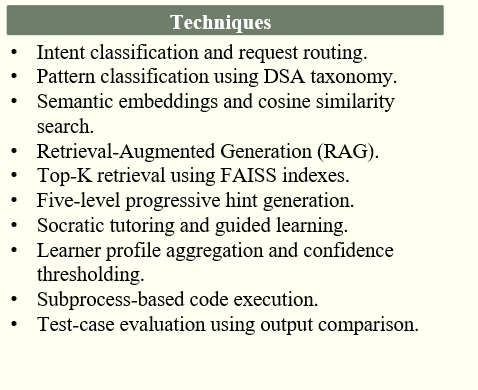 Techniques
• Intent classification and request routing.
• Pattern classification using DSA taxonomy.
• Semantic embeddings and cosine similarity
search.
• Retrieval-Augmented Generation (RAG).
• Top-K retrieval using FAISS indexes.
• Five-level progressive hint generation.
• Socratic tutoring and guided learning.
• Learner profile aggregation and confidence
thresholding.
• Subprocess-based code execution.
• Test-case evaluation using output comparison.